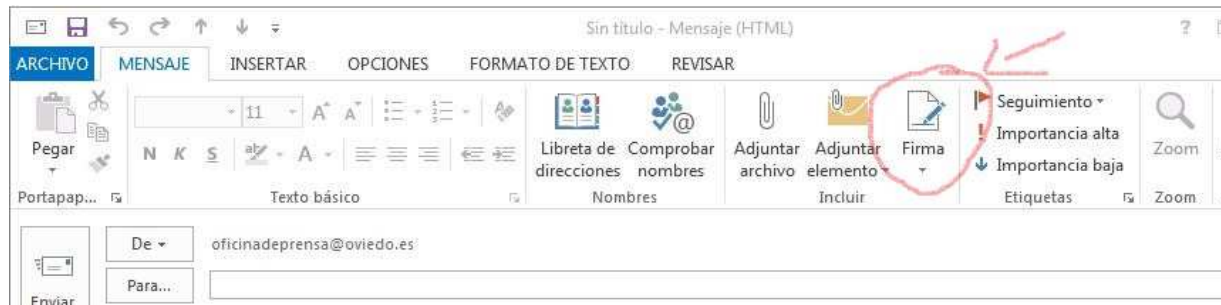 Sin título - Mensaje (HTML) ?
ARCHIVO MENSAJE INSERTAR OPCIONES FORMATO DE TEXTO REVISAR
Pegar
11 A A
N K S ab A
Libreta de direcciones
Comprobar nombres
Adjuntar archivo
Adjuntar elemento
Firma
Seguimiento
Importancia alta
Importancia baja
Zoom
Portapap... Texto básico Nombres Incluir Etiquetas Zoom
De oficinadeprensa@oviedo.es
Para...
Enviar